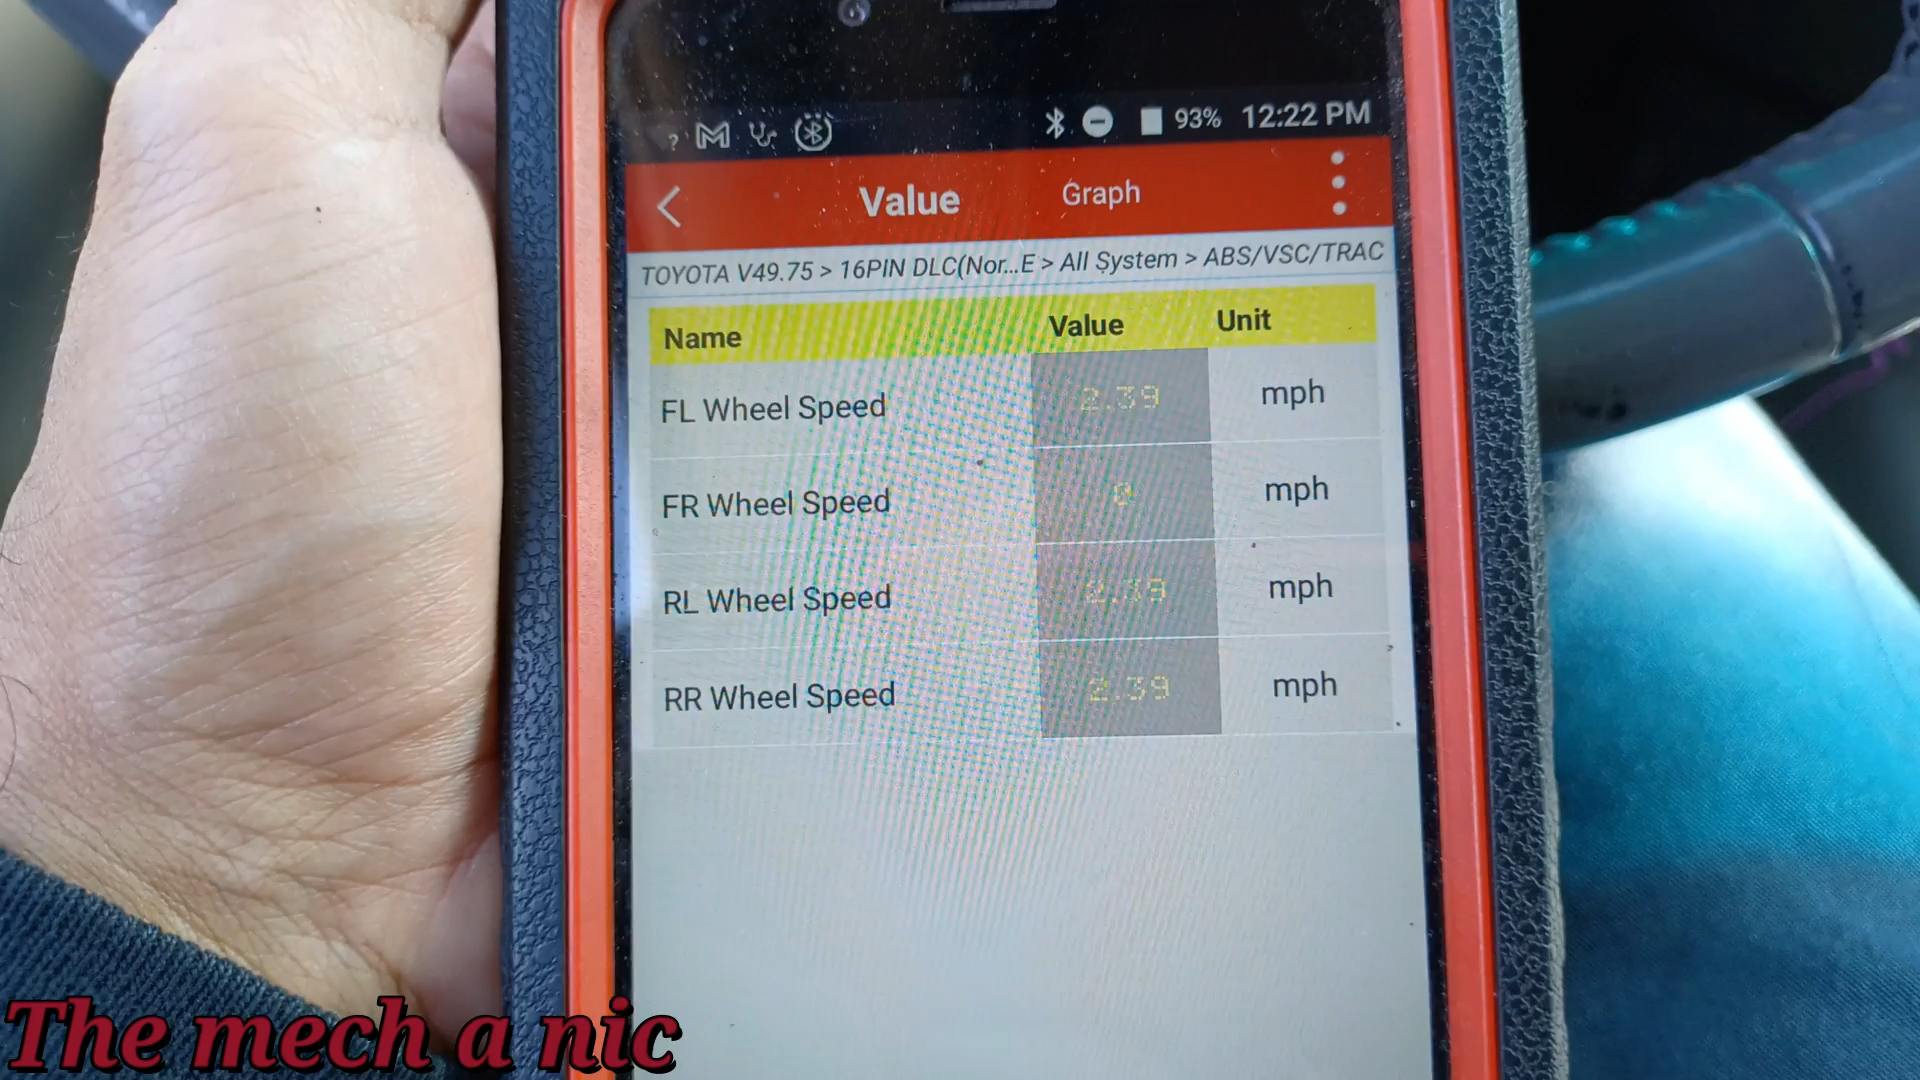 93% 12:22 PM
Value Graph
TOYOTA V49.75 > 16PIN DLC(Nor...E > All System > ABS/VSC/TRAC
Name Value Unit
FL Wheel Speed 2.39 mph
FR Wheel Speed 0 mph
RL Wheel Speed 2.39 mph
RR Wheel Speed 2.39 mph
The mech a nic